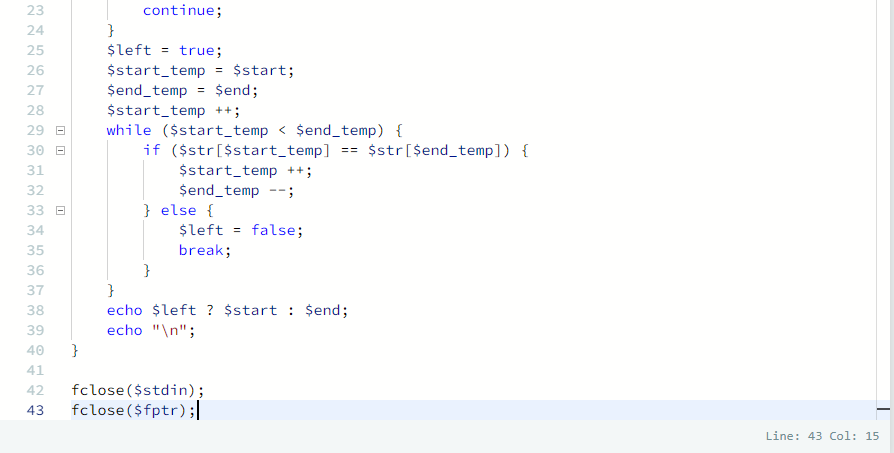 23 continue;
24 }
25 $left = true;
26 $start_temp = $start;
27 $end_temp = $end;
28 $start_temp ++;
29 while ($start_temp < $end_temp) {
30 if ($str[$start_temp] == $str[$end_temp]) {
31 $start_temp ++;
32 $end_temp --;
33 } else {
34 $left = false;
35 break;
36 }
37 }
38 echo $left ? $start : $end;
39 echo "\n";
40 }
41
42 fclose($stdin);
43 fclose($fptr);
Line: 43 Col: 15